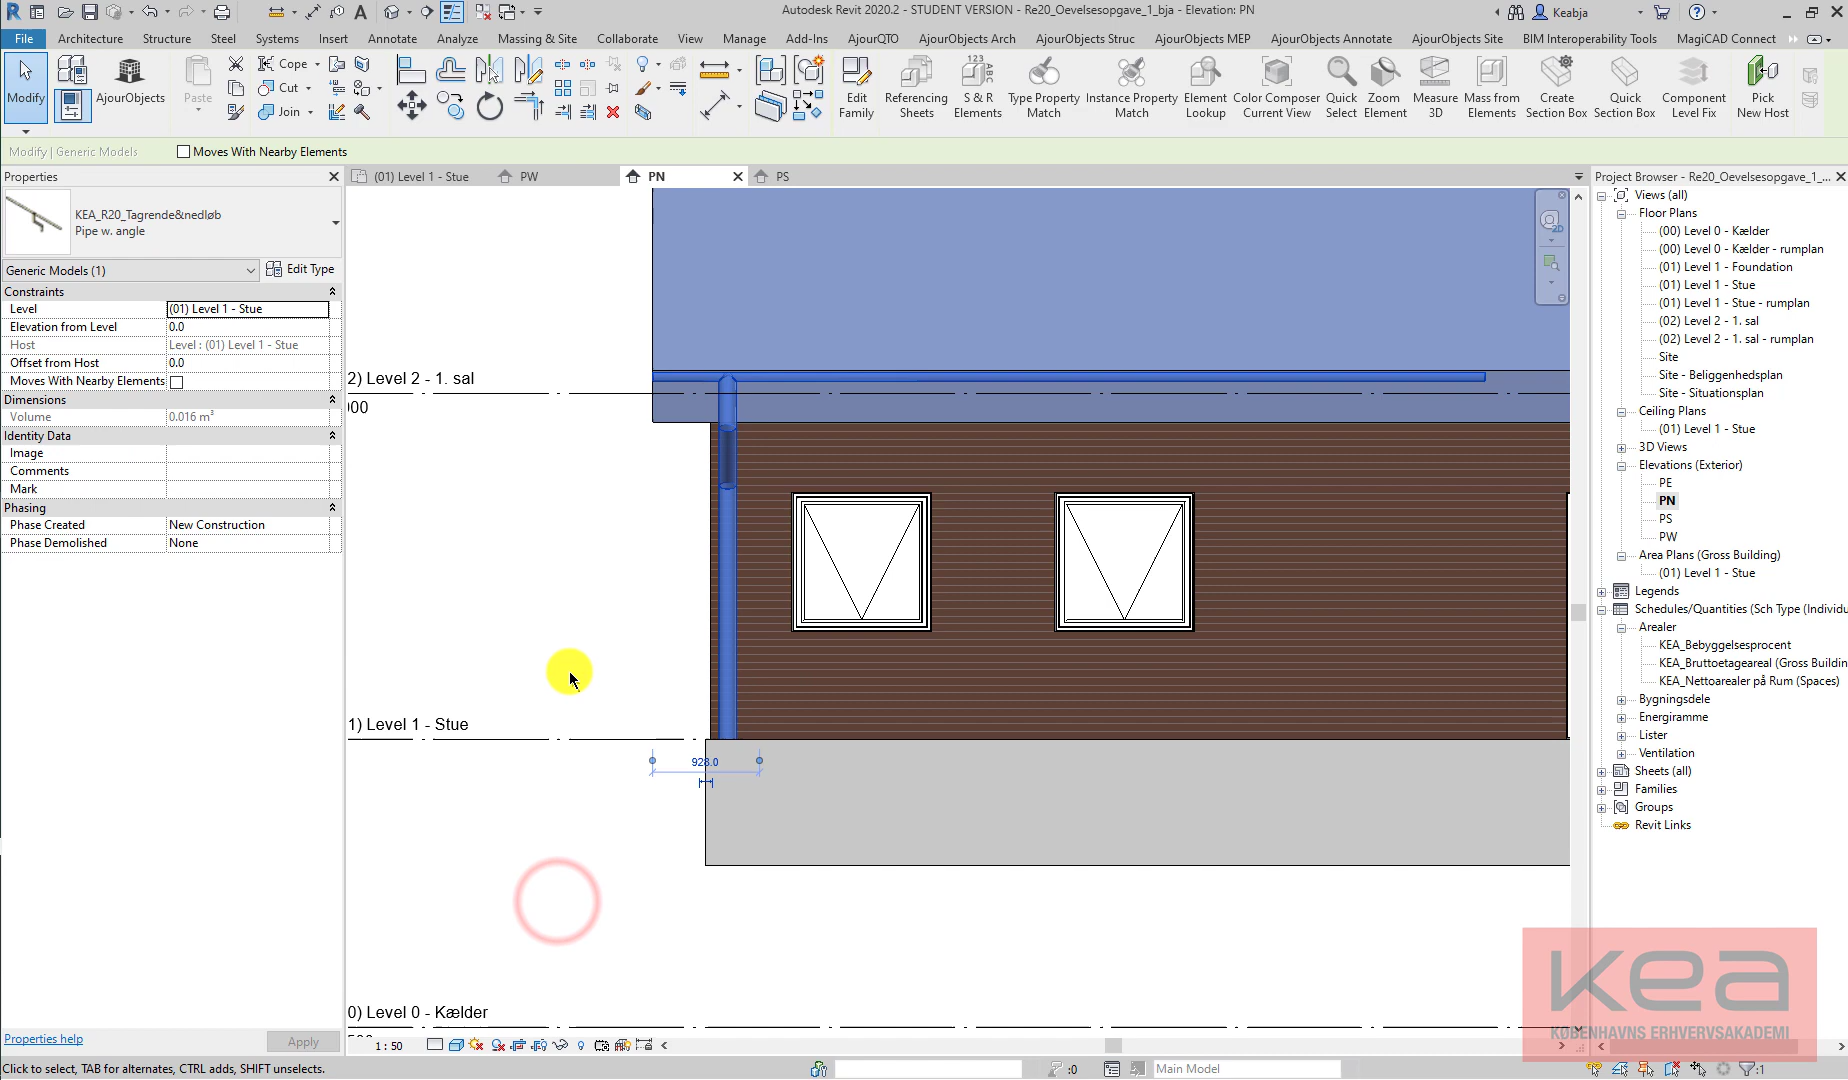 Autodesk Revit 2020.2 - STUDENT VERSION - Re20_Oevelsesopgave_1_bja - Elevation: PN
Keabja
File Architecture Structure Steel Systems Insert Annotate Analyze Massing & Site Collaborate View Manage Add-Ins AjourQTO AjourObjects Arch AjourObjects Struc AjourObjects MEP AjourObjects Annotate AjourObjects Site BIM Interoperability Tools MagiCAD Connect
Modify
AjourObjects
Paste
Cope
Cut
Join
Edit Family
Referencing Sheets
S & R Elements
Type Property Match
Instance Property Match
Element Lookup
Color Composer Current View
Quick Select
Zoom Element
Measure 3D
Mass from Elements
Create Section Box
Quick Section Box
Component Level Fix
Pick New Host
Modify | Generic Models
Moves With Nearby Elements
Properties
KEA_R20_Tagrende&nedløb
Pipe w. angle
Generic Models (1)
Edit Type
Constraints
Level (01) Level 1 - Stue
Elevation from Level 0.0
Host Level : (01) Level 1 - Stue
Offset from Host 0.0
Moves With Nearby Elements
Dimensions
Volume 0.016 m³
Identity Data
Image
Comments
Mark
Phasing
Phase Created New Construction
Phase Demolished None
Properties help
Apply
(01) Level 1 - Stue
PW
PN
PS
2) Level 2 - 1. sal
00
1) Level 1 - Stue
928.0
0) Level 0 - Kælder
1 : 50
Project Browser - Re20_Oevelsesopgave_1_...
Views (all)
Floor Plans
(00) Level 0 - Kælder
(00) Level 0 - Kælder - rumplan
(01) Level 1 - Foundation
(01) Level 1 - Stue
(01) Level 1 - Stue - rumplan
(02) Level 2 - 1. sal
(02) Level 2 - 1. sal - rumplan
Site
Site - Beliggenhedsplan
Site - Situationsplan
Ceiling Plans
(01) Level 1 - Stue
3D Views
Elevations (Exterior)
PE
PN
PS
PW
Area Plans (Gross Building)
(01) Level 1 - Stue
Legends
Schedules/Quantities (Sch Type (Individu
Arealer
KEA_Bebyggelsesprocent
KEA_Bruttoetageareal (Gross Buildin
KEA_Nettoarealer på Rum (Spaces)
Bygningsdele
Energiramme
Lister
Ventilation
Sheets (all)
Families
Groups
Revit Links
kea
KØBENHAVNS ERHVERVSAKADEMI
Click to select, TAB for alternates, CTRL adds, SHIFT unselects.
:0
Main Model
:1